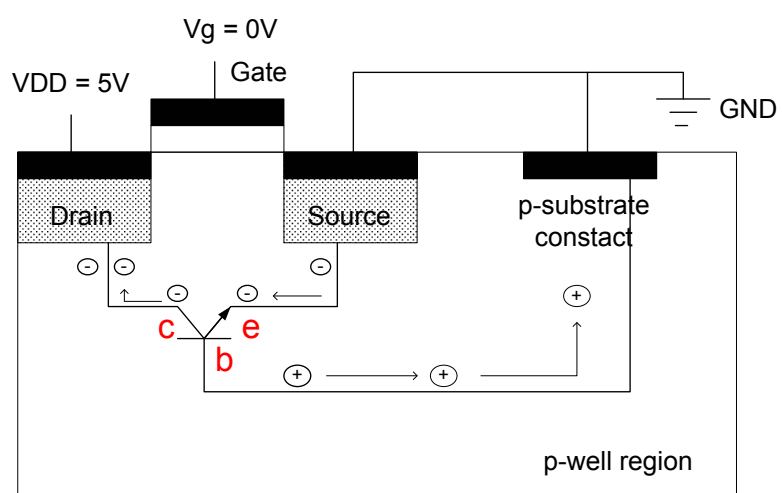 Vg = 0V
VDD = 5V
Gate
GND
Drain
Source
p-substrate
constact
- - - - -
c e
b
+ + +
p-well region